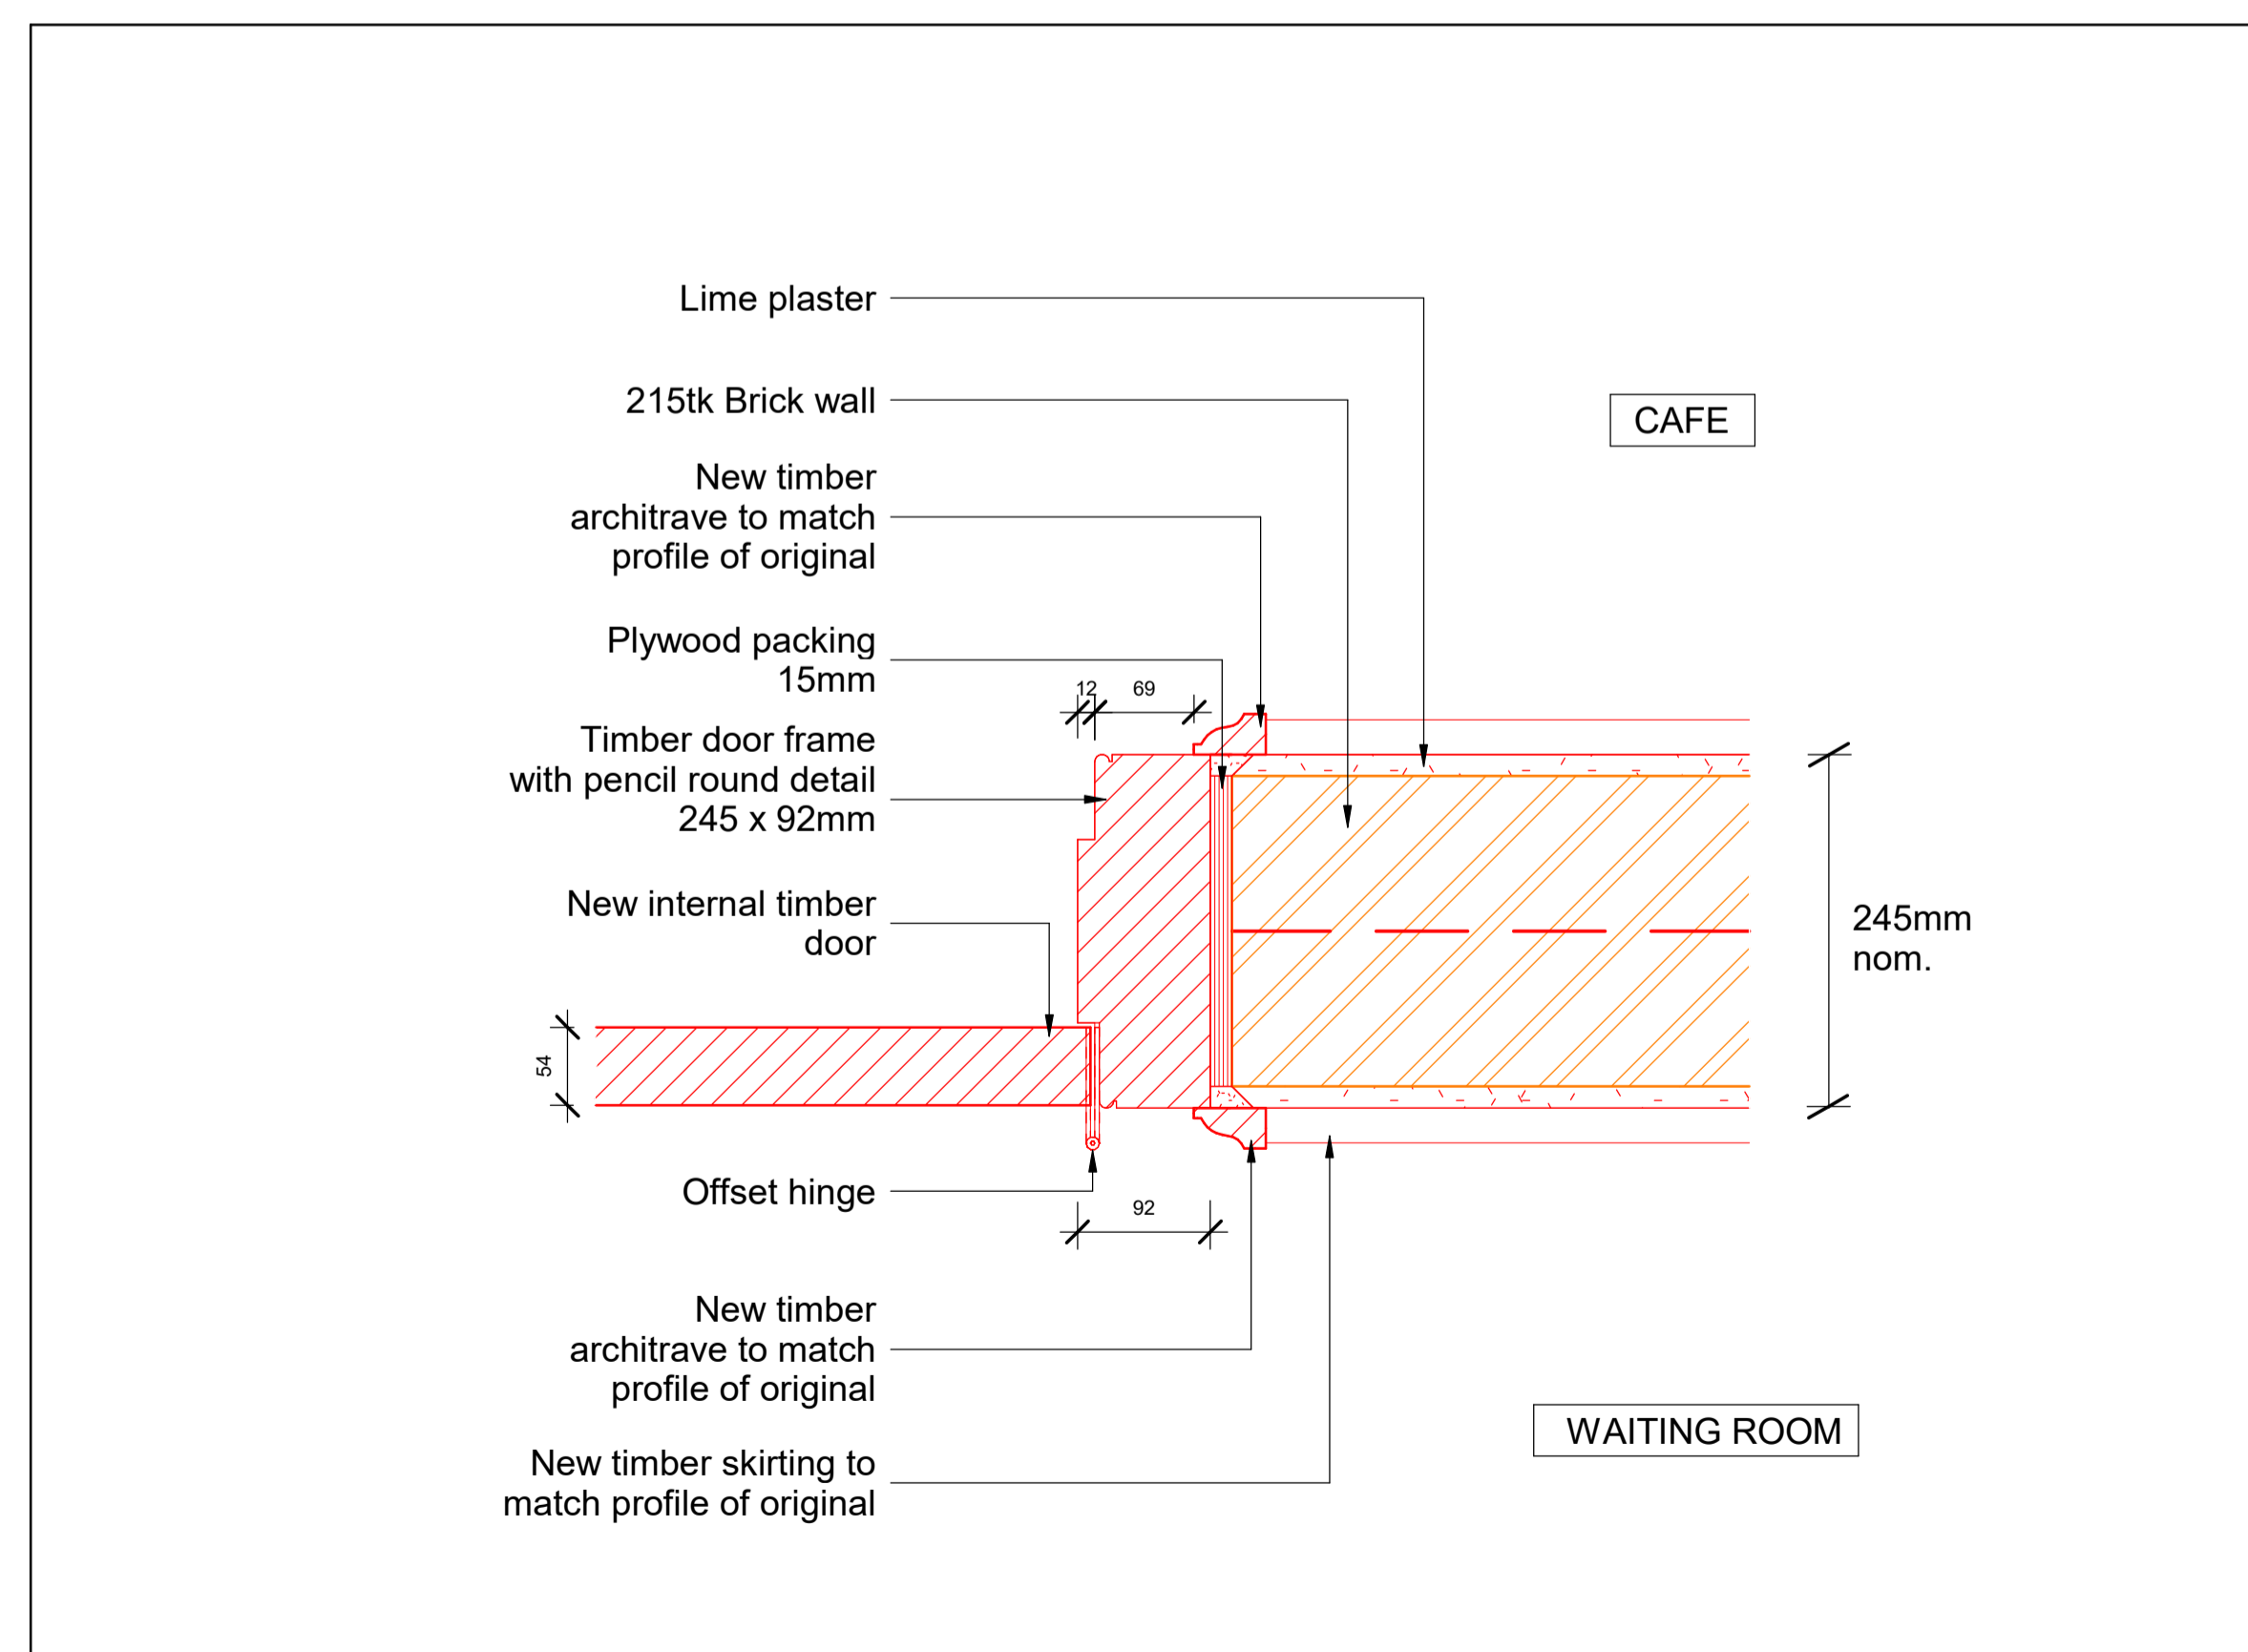 Lime plaster
215tk Brick wall
CAFE
New timber
architrave to match
profile of original
Plywood packing
15mm
12
69
Timber door frame
with pencil round detail
245 x 92mm
New internal timber
door
245mm
nom.
54
Offset hinge
92
New timber
architrave to match
profile of original
WAITING ROOM
New timber skirting to
match profile of original